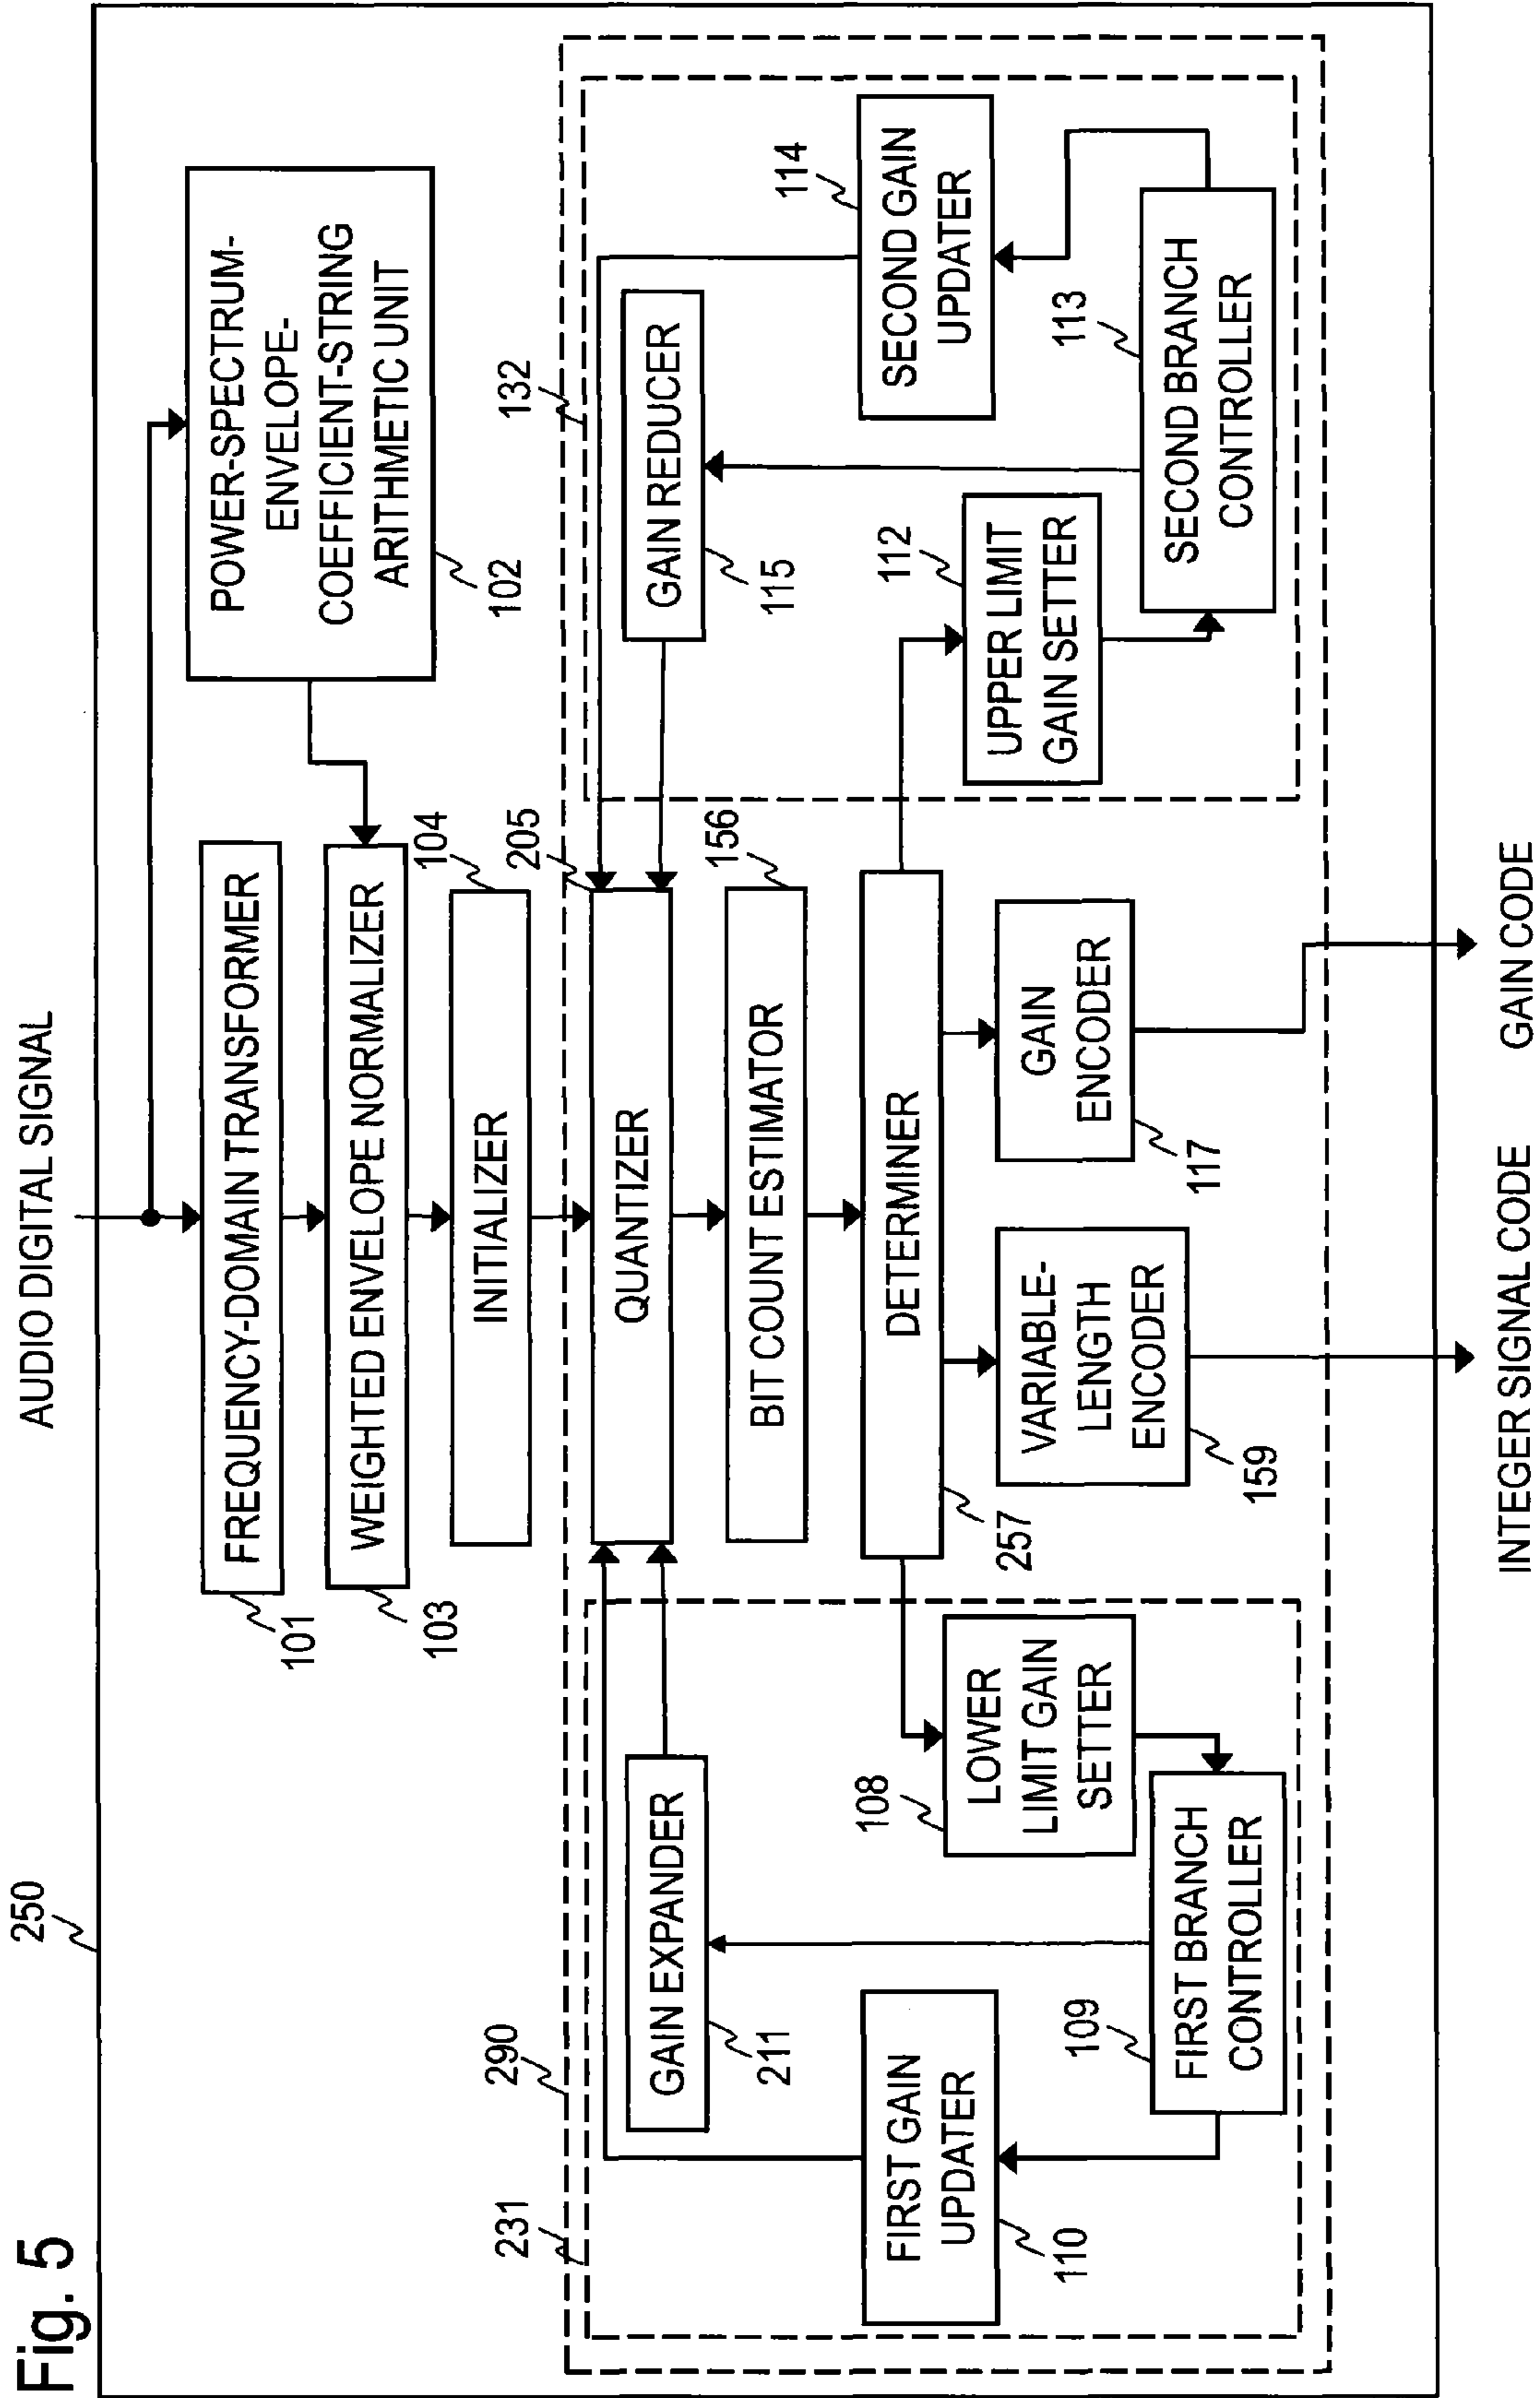 Fig. 5
AUDIO DIGITAL SIGNAL
250
FREQUENCY-DOMAIN TRANSFORMER
101
POWER-SPECTRUM-
ENVELOPE-
COEFFICIENT-STRING
ARITHMETIC UNIT
102
WEIGHTED ENVELOPE NORMALIZER
103
INITIALIZER
104
290
231
132
QUANTIZER
205
GAIN EXPANDER
211
GAIN REDUCER
115
BIT COUNT ESTIMATOR
156
FIRST GAIN
UPDATER
110
DETERMINER
257
SECOND GAIN
UPDATER
114
LOWER
LIMIT GAIN
SETTER
108
VARIABLE-
LENGTH
ENCODER
159
GAIN
ENCODER
117
UPPER LIMIT
GAIN SETTER
112
FIRST BRANCH
CONTROLLER
109
SECOND BRANCH
CONTROLLER
113
INTEGER SIGNAL CODE
GAIN CODE